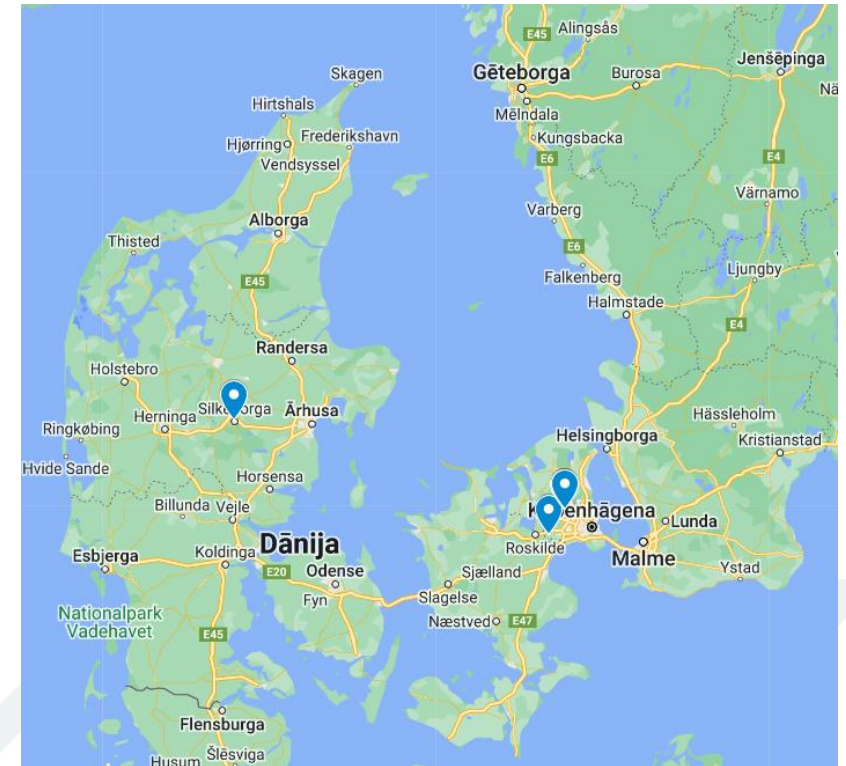 E45
Alingsås
Skagen
Gēteborga
Burosa
Jenšēpinga
Nä
Hirtshals
Mēlndala
Hjørring
Frederikshavn
Kungsbacka
Vendsyssel
E6
E4
Värnamo
Alborga
Varberg
Thisted
E6
E45
Falkenberg
Ljungby
Halmstade
E4
Randersa
Holstebro
Herninga
Ārhusa
Hässleholm
Ringkøbing
Helsingborga
Kristianstad
Hvide Sande
Horsensa
Billunda
Vejle
Lunda
Dānija
Roskilde
Malme
Esbjerga
Koldinga
E20
Odense
Sjælland
Ystad
Fyn
Slagelse
Nationalpark
Vadehavet
Næstved
E47
E45
Flensburga
Šlēsviga
Husum